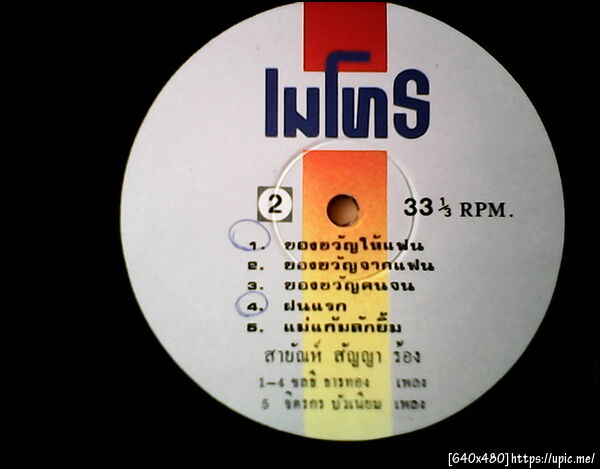 เมโทร
2 33 ⅓ RPM.
1. ของขวัญให้แฟน
2. ของขวัญจากแฟน
3. ของขวัญคนจน
4. ฝนแรก
5. แม่แก้มลักยิ้ม
สายัณห์ สัญญา ร้อง
1-4 ชลธี ธารทอง เพลง
5 จิตรกร บัวเนียม เพลง
[640x480]https://upic.me/